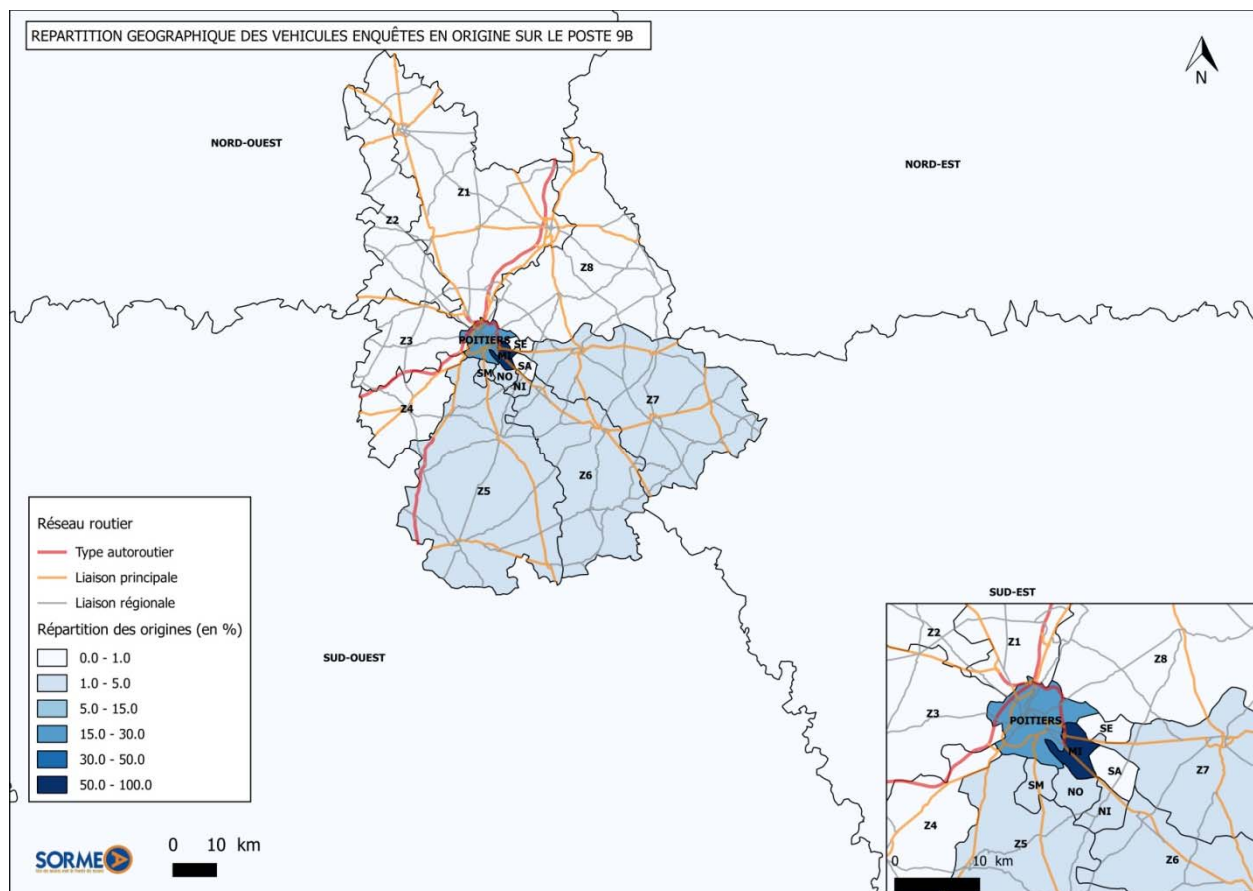 REPARTITION GEOGRAPHIQUE DES VEHICULES ENQUÊTES EN ORIGINE SUR LE POSTE 9B
N
NORD-OUEST
NORD-EST
Z1
Z2
Z8
Z3
POITIERS
SE
MI
SA
SM
NO
NI
Z4
Z7
Z5
Z6
SUD-OUEST
SUD-EST
Réseau routier
Type autoroutier
Liaison principale
Liaison régionale
Répartition des origines (en %)
0.0 - 1.0
1.0 - 5.0
5.0 - 15.0
15.0 - 30.0
30.0 - 50.0
50.0 - 100.0
SORMEA
0 10 km
Z2
Z1
Z8
Z3
POITIERS
SE
MI
SA
Z7
SM
NO
NI
Z4
Z5
Z6
0 10 km